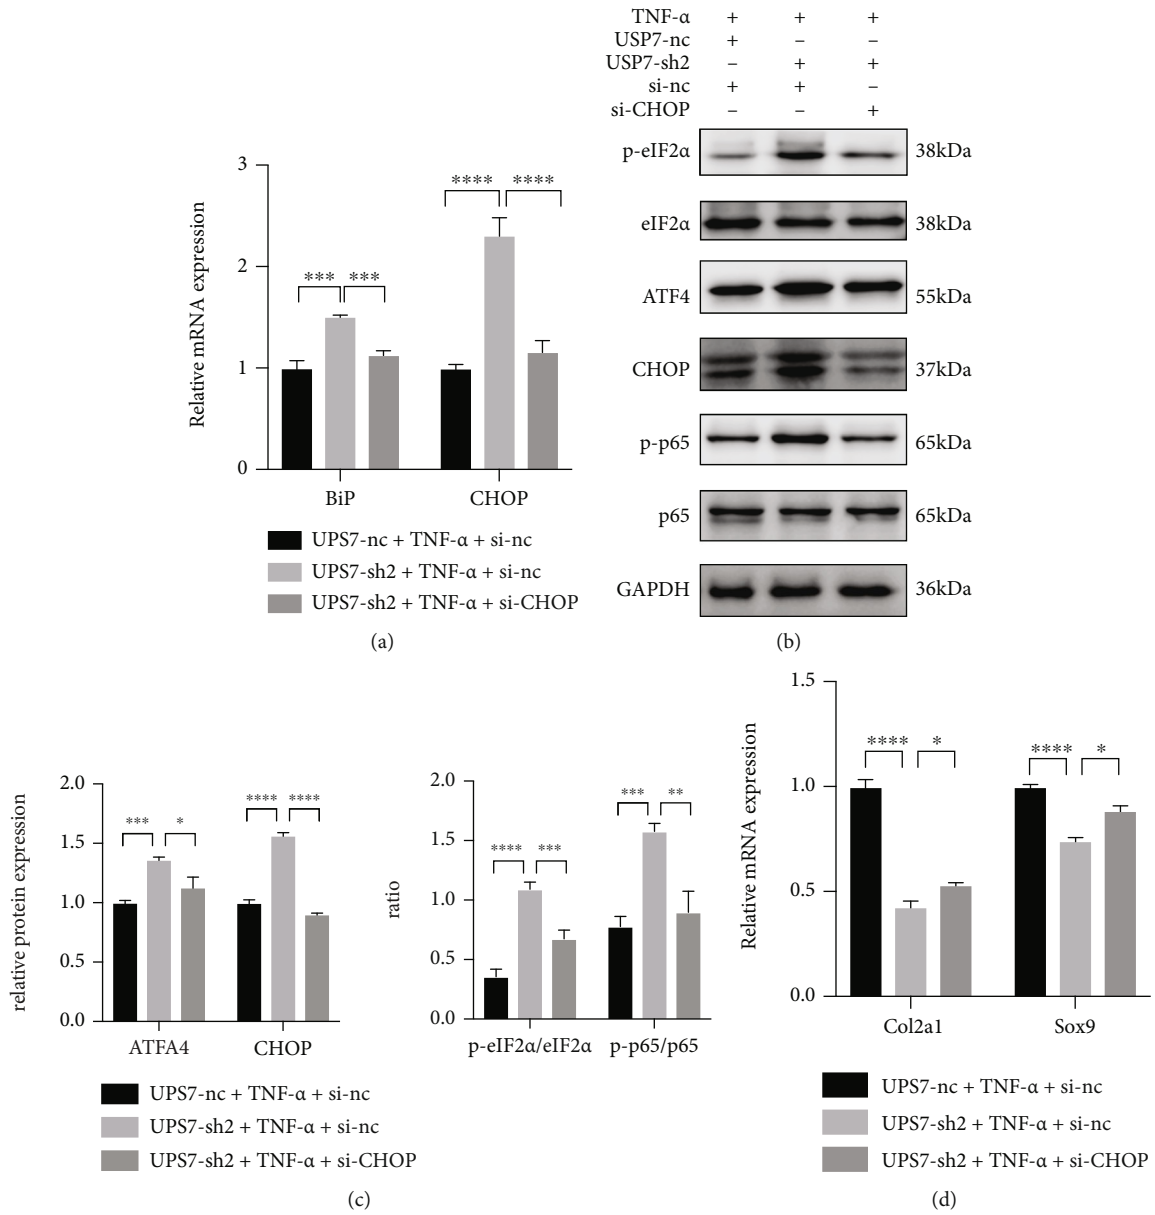 TNF-α + + +
USP7-nc + – –
USP7-sh2 – + +
si-nc + + –
si-CHOP – – +
p-eIF2α 38kDa
eIF2α 38kDa
ATF4 55kDa
CHOP 37kDa
p-p65 65kDa
p65 65kDa
GAPDH 36kDa
(b)
Relative mRNA expression
3
2
1
0
*** ***
**** ****
BiP CHOP
UPS7-nc + TNF-α + si-nc
UPS7-sh2 + TNF-α + si-nc
UPS7-sh2 + TNF-α + si-CHOP
(a)
relative protein expression
2.0
1.5
1.0
0.5
0.0
*** *
**** ****
ATFA4 CHOP
ratio
2.0
1.5
1.0
0.5
0.0
**** ***
*** **
p-eIF2α/eIF2α p-p65/p65
UPS7-nc + TNF-α + si-nc
UPS7-sh2 + TNF-α + si-nc
UPS7-sh2 + TNF-α + si-CHOP
(c)
Relative mRNA expression
1.5
1.0
0.5
0.0
**** *
**** *
Col2a1 Sox9
UPS7-nc + TNF-α + si-nc
UPS7-sh2 + TNF-α + si-nc
UPS7-sh2 + TNF-α + si-CHOP
(d)